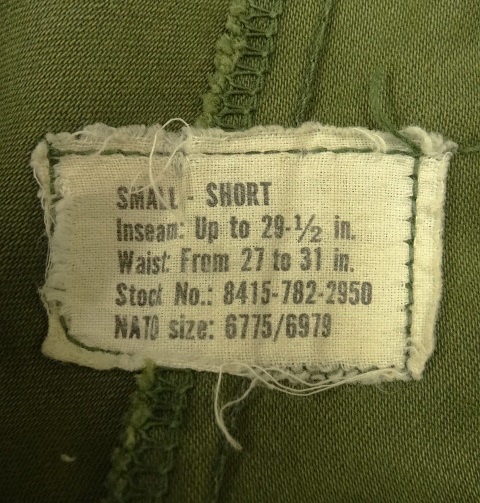 SMALL - SHORT
Inseam: Up to 29-½ in.
Waist: From 27 to 31 in.
Stock No.: 8415-782-2950
NATO size: 6775/6979